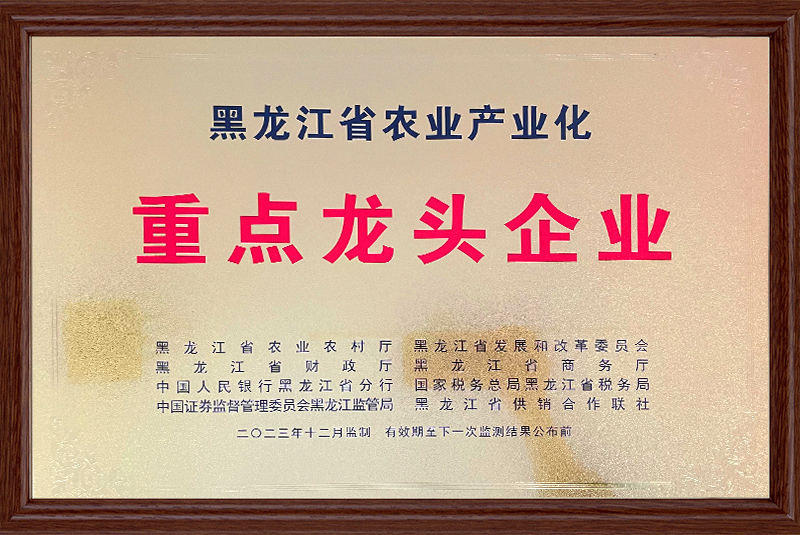 黑龙江省农业产业化
重点龙头企业
黑龙江省农业农村厅 黑龙江省发展和改革委员会
黑龙江省财政厅 黑龙江省商务厅
中国人民银行黑龙江省分行 国家税务总局黑龙江省税务局
中国证券监督管理委员会黑龙江监管局 黑龙江省供销合作联社
二〇二三年十二月监制 有效期至下一次监测结果公布前